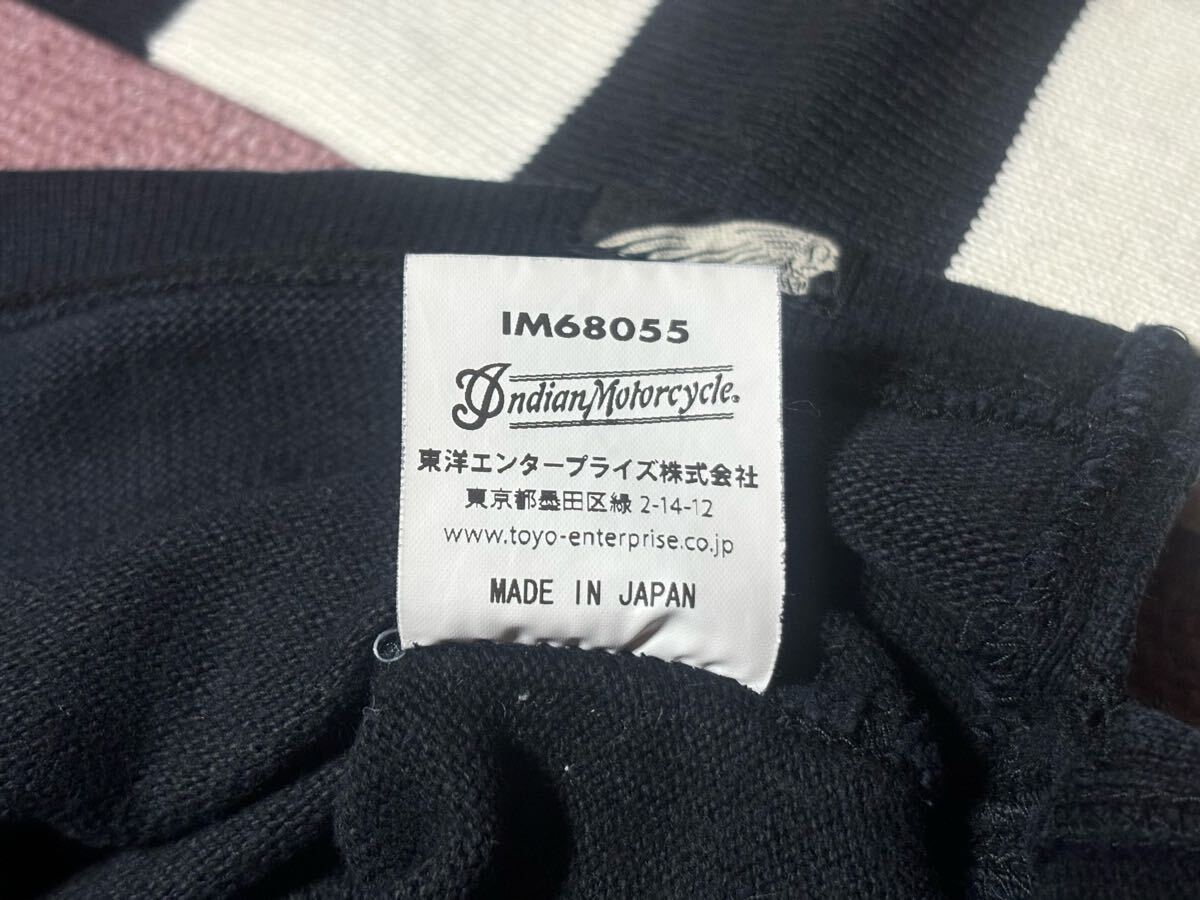 IM68055
Indian Motorcycle®
東洋エンタープライズ株式会社
東京都墨田区緑 2-14-12
www.toyo-enterprise.co.jp
MADE IN JAPAN